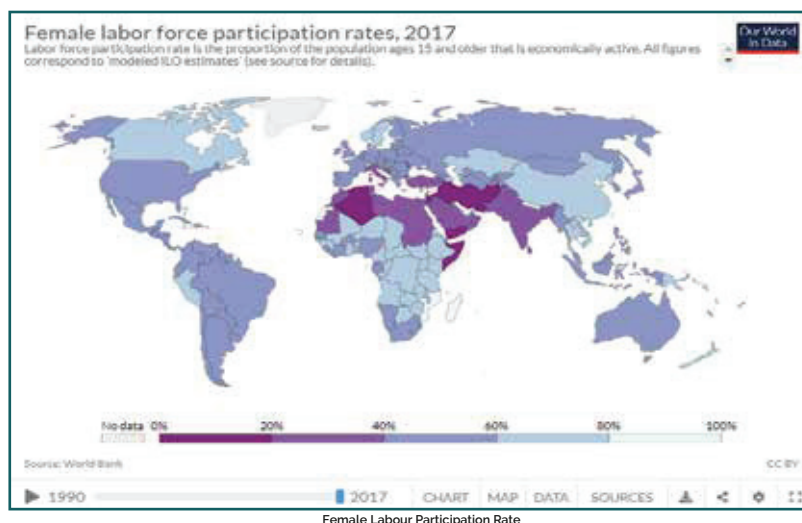 Female labor force participation rates, 2017
Labor force participation rate is the proportion of the population ages 15 and older that is economically active. All figures
correspond to 'modeled ILO estimates' (see source for details).
Our World
in Data
No data 0% 20% 40% 60% 80% 100%
Source: World Bank
CC BY
1990 2017 CHART MAP DATA SOURCES
Female Labour Participation Rate